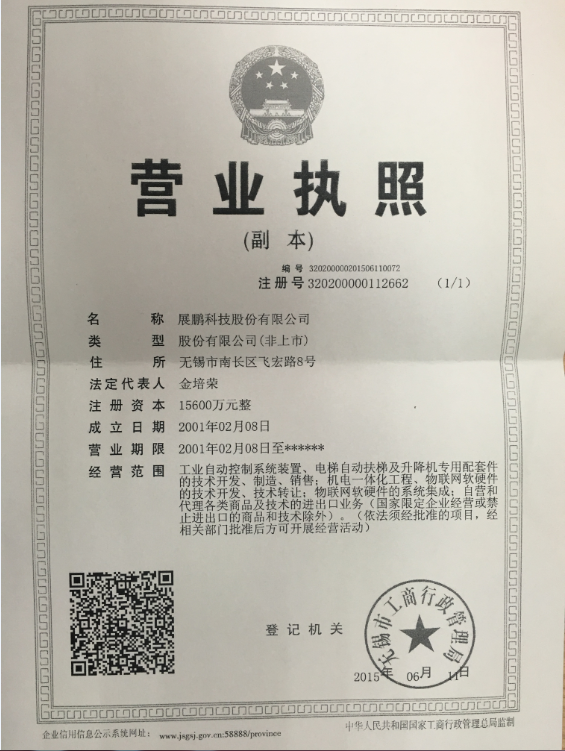 营业执照
(副 本)
编 号 320200000201506110072
注册号 320200000112662 (1/1)
名 称 展鹏科技股份有限公司
类 型 股份有限公司(非上市)
住 所 无锡市南长区飞宏路8号
法定代表人 金培荣
注 册 资 本 15600万元整
成 立 日 期 2001年02月08日
营 业 期 限 2001年02月08日至******
经 营 范 围 工业自动控制系统装置、电梯自动扶梯及升降机专用配套件
的技术开发、制造、销售；机电一体化工程、物联网软硬件
的技术开发、技术转让；物联网软硬件的系统集成；自营和
代理各类商品及技术的进出口业务（国家限定企业经营或禁
止进出口的商品和技术除外）。（依法须经批准的项目，经
相关部门批准后方可开展经营活动）
登 记 机 关
无锡市工商行政管理局
2015年 06月 11日
企业信用信息公示系统网址： www.jsgsj.gov.cn:58888/province
中华人民共和国国家工商行政管理总局监制